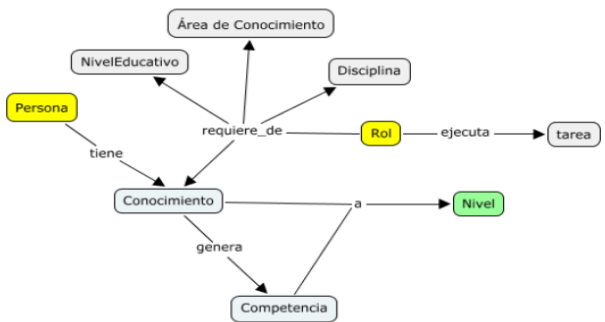 Área de Conocimiento
NivelEducativo
Disciplina
Persona
requiere_de
Rol
ejecuta
tarea
tiene
Conocimiento
a
Nivel
genera
Competencia